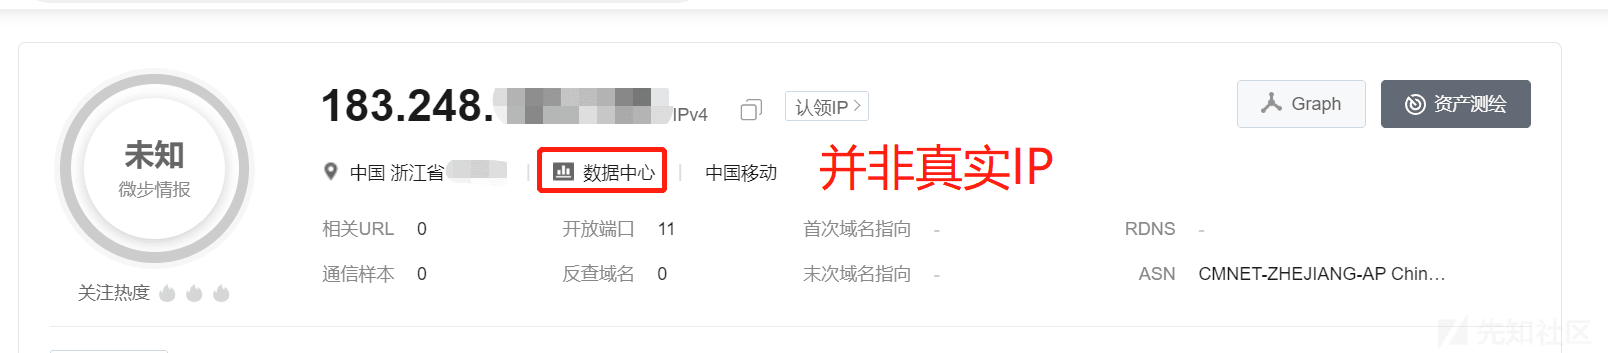 183.248.
IPv4
认领IP
Graph
资产测绘
未知
微步情报
中国 浙江省
数据中心
中国移动
并非真实IP
相关URL 0
开放端口 11
首次域名指向 -
RDNS -
通信样本 0
反查域名 0
末次域名指向 -
ASN CMNET-ZHEJIANG-AP Chin…
关注热度
先知社区